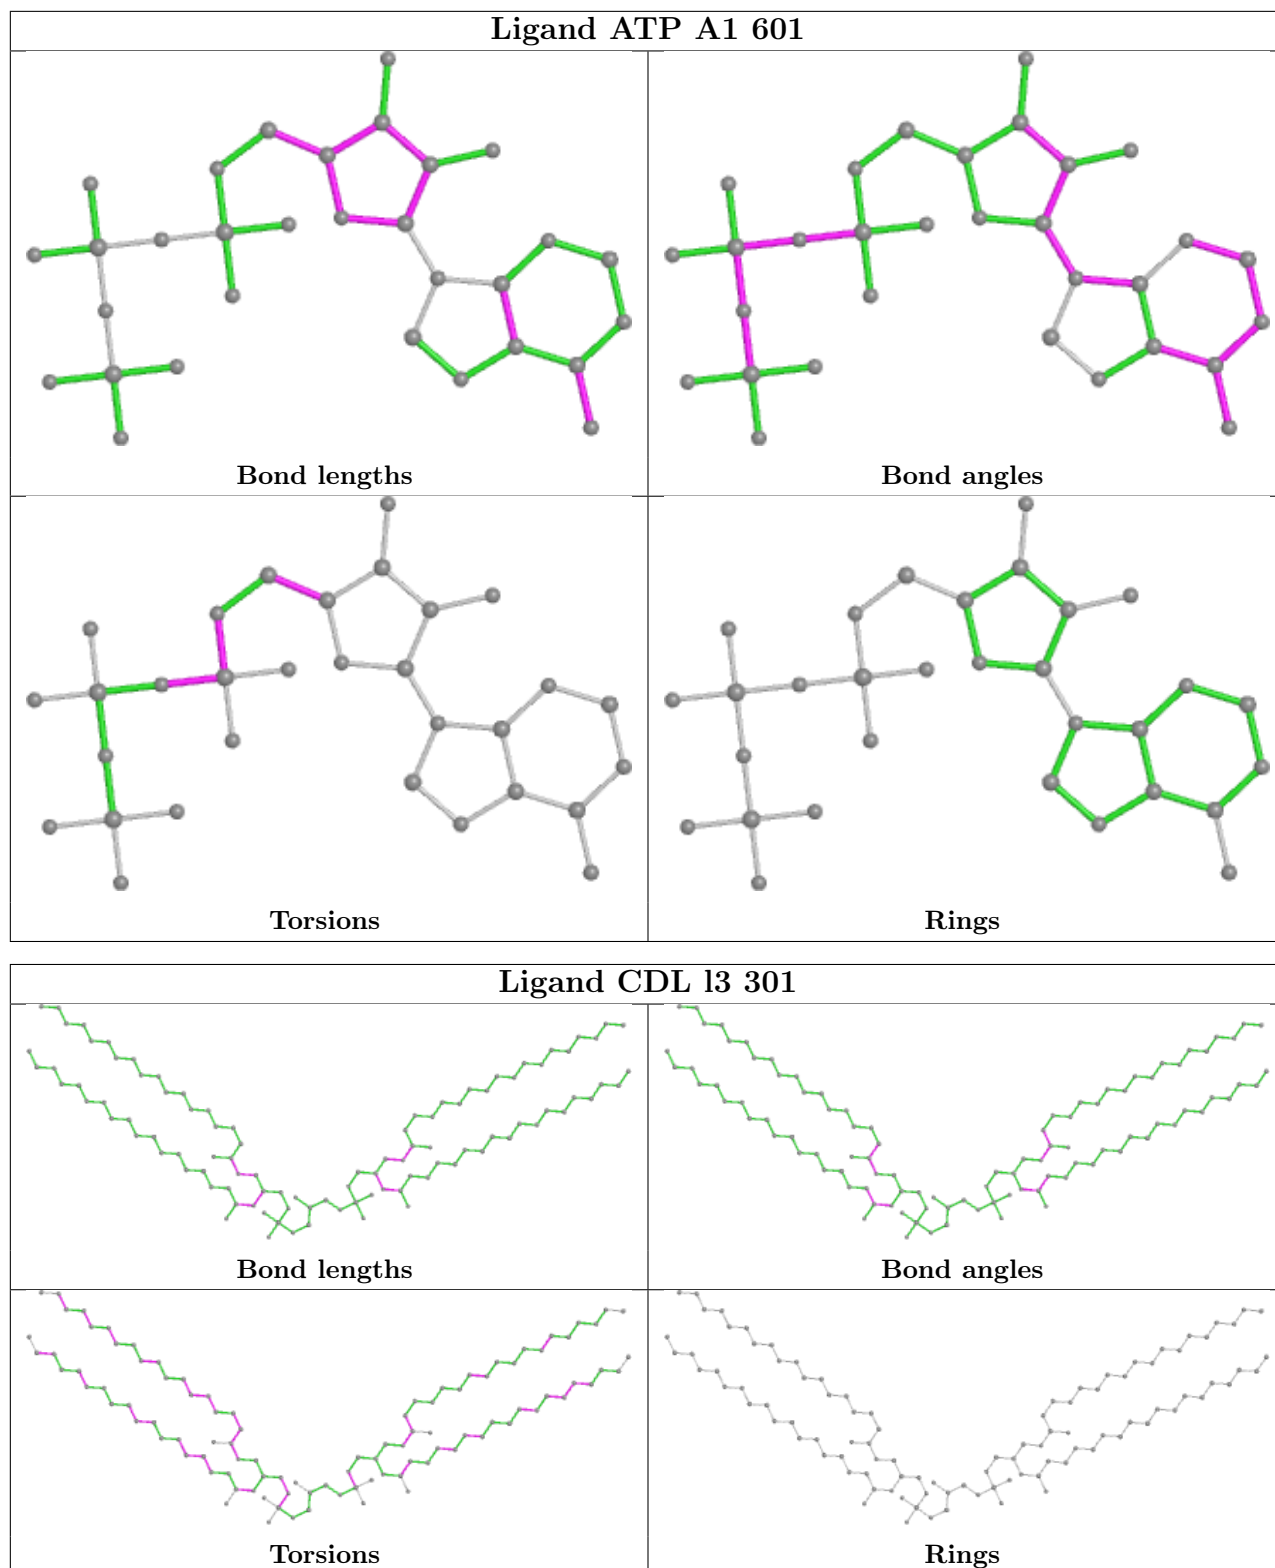 Ligand ATP A1 601
Bond lengths
Bond angles
Torsions
Rings
Ligand CDL l3 301
Bond lengths
Bond angles
Torsions
Rings